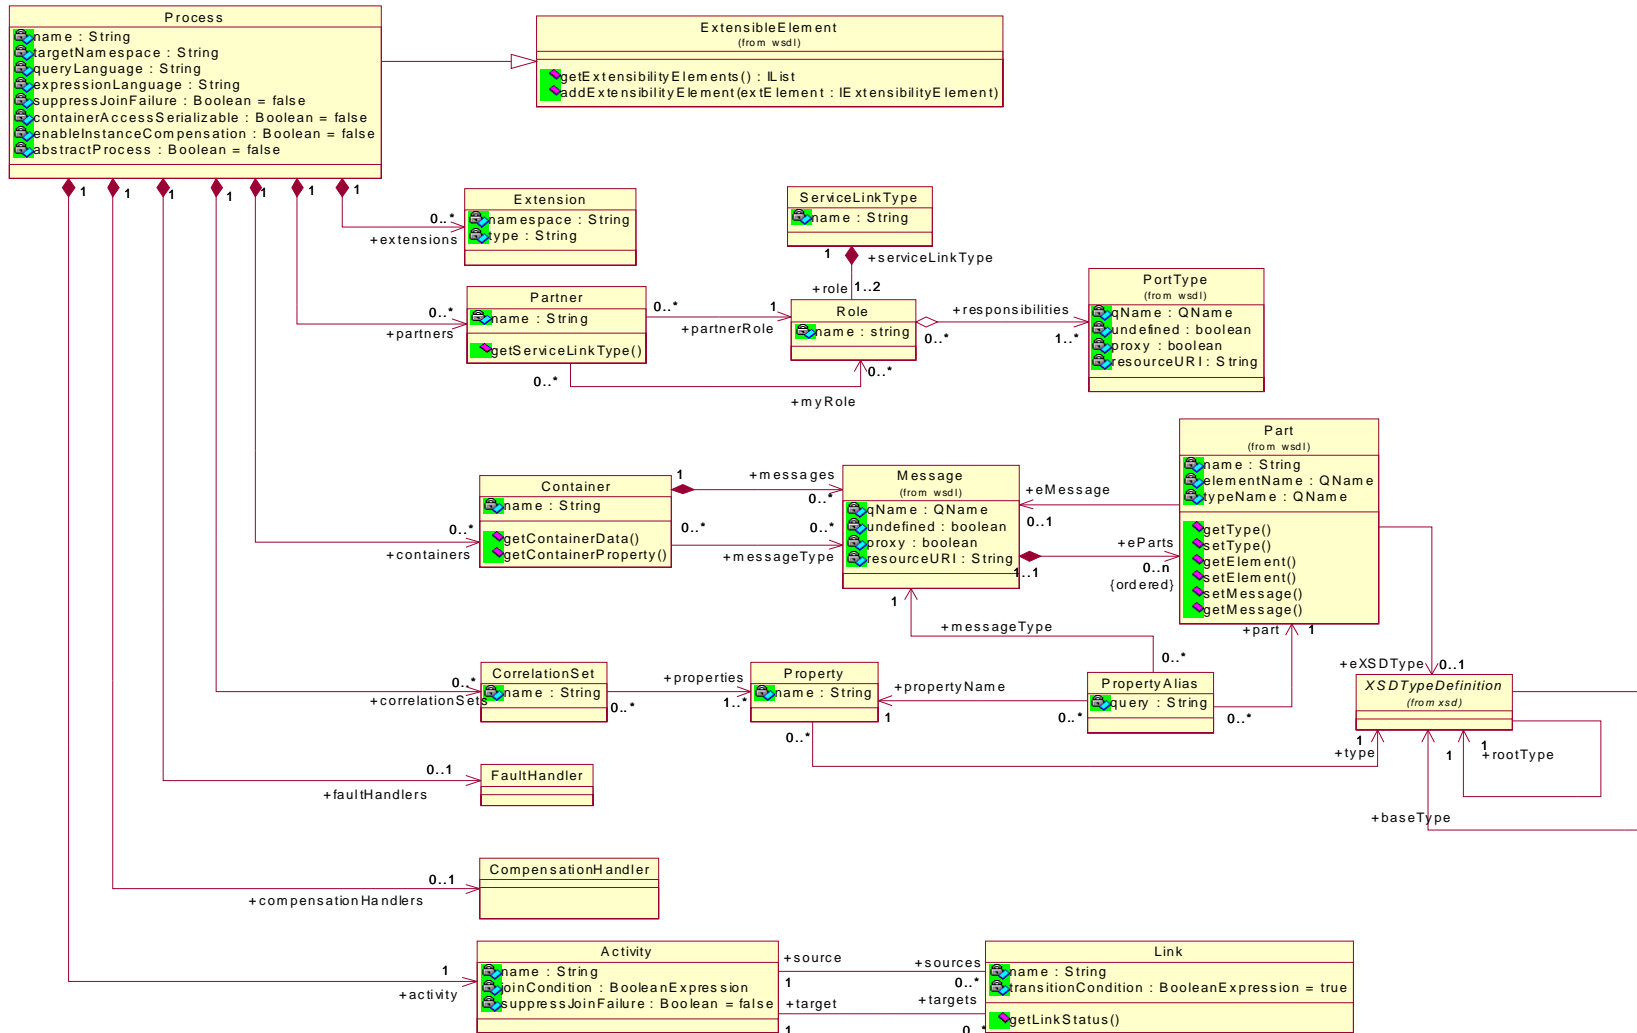 Process
name : String
targetNamespace : String
queryLanguage : String
expressionLanguage : String
suppressJoinFailure : Boolean = false
containerAccessSerializable : Boolean = false
enableInstanceCompensation : Boolean = false
abstractProcess : Boolean = false
ExtensibleElement
(from wsdl)
getExtensibilityElements() : IList
addExtensibilityElement(extElement : IExtensibilityElement)
1
1
1
1
1
1
1
Extension
namespace : String
type : String
0..*
+extensions
ServiceLinkType
name : String
1
+serviceLinkType
+role
1..2
Partner
name : String
getServiceLinkType()
0..*
+partners
0..*
1
+partnerRole
0..*
0..*
+myRole
Role
name : string
+responsibilities
0..*
1..*
PortType
(from wsdl)
qName : QName
undefined : boolean
proxy : boolean
resourceURI : String
Container
name : String
getContainerData()
getContainerProperty()
0..*
+containers
1
+messages
0..*
0..*
0..*
+messageType
Message
(from wsdl)
qName : QName
undefined : boolean
proxy : boolean
resourceURI : String
+eMessage
0..1
+eParts
1..1
0..n
{ordered}
Part
(from wsdl)
name : String
elementName : QName
typeName : QName
getType()
setType()
getElement()
setElement()
setMessage()
getMessage()
1
+messageType
0..*
+part
1
+eXSDType
0..1
CorrelationSet
name : String
0..*
+correlationSets
+properties
0..*
1..*
Property
name : String
+propertyName
1
0..*
PropertyAlias
query : String
0..*
XSDTypeDefinition
(from xsd)
0..*
1
+type
1
+rootType
1
+baseType
FaultHandler
0..1
+faultHandlers
CompensationHandler
0..1
+compensationHandlers
Activity
name : String
joinCondition : BooleanExpression
suppressJoinFailure : Boolean = false
1
+activity
+source
+sources
1
0..*
+target
+targets
1
0..*
Link
name : String
transitionCondition : BooleanExpression = true
getLinkStatus()